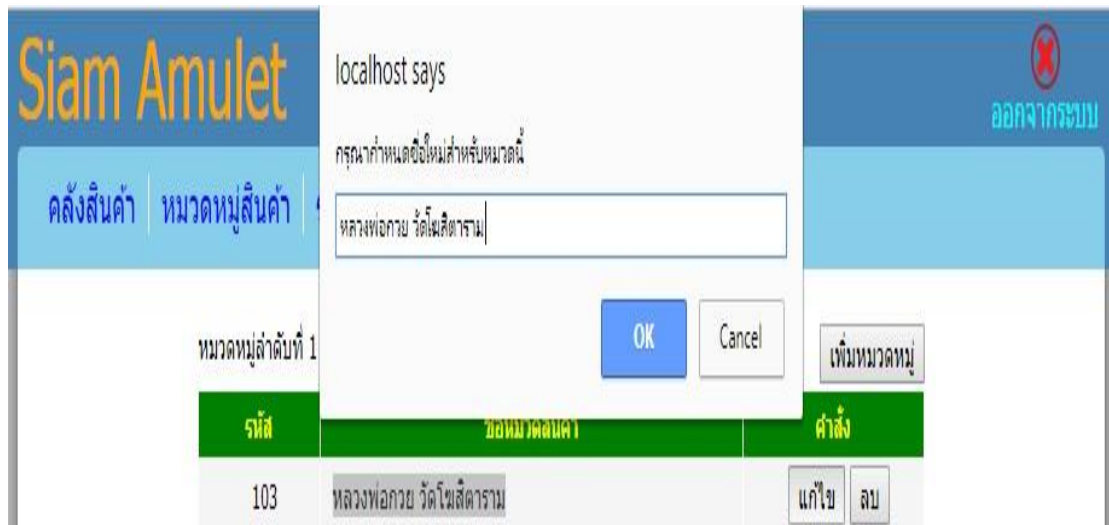 Siam Amulet
ออกจากระบบ
localhost says
กรุณากำหนดชื่อใหม่สำหรับหมวดนี้
หลวงพ่อกวย วัดโฆสิตาราม
OK Cancel
คลังสินค้า หมวดหมู่สินค้า
หมวดหมู่ลำดับที่ 1
เพิ่มหมวดหมู่
รหัส ชื่อหมวดสินค้า คำสั่ง
103 หลวงพ่อกวย วัดโฆสิตาราม แก้ไข ลบ